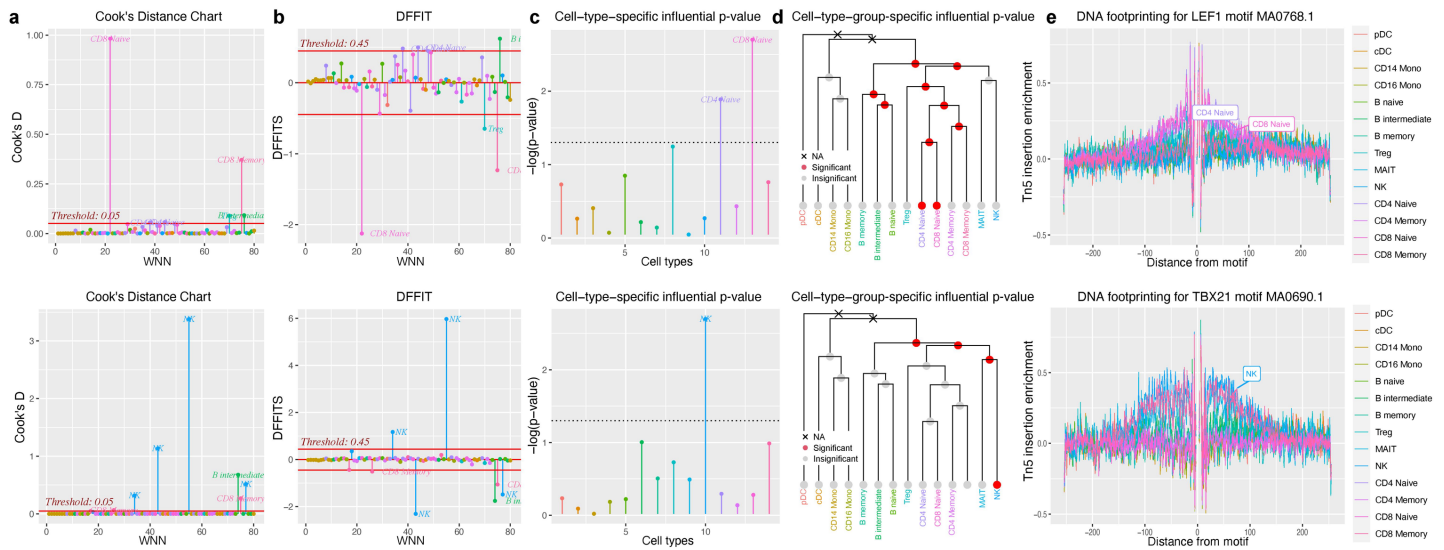 a
Cook's Distance Chart
Cook's D
1.00
0.75
0.50
0.25
0.00
CD8 Naive
CD8 Memory
Threshold: 0.05
0 20 40 60 80
WNN
b
DFFIT
DFFITS
0
−1
−2
Threshold: 0.45
CD4 Naive
Treg
CD8 Naive
0 20 40 60 80
WNN
c
Cell−type−specific influential p−value
−log(p−value)
2
1
0
CD8 Naive
CD4 Naive
5 10
Cell types
d
Cell−type−group−specific influential p−value
NA
Significant
Insignificant
pDC
cDC
CD14 Mono
CD16 Mono
B memory
B intermediate
B naive
Treg
CD4 Naive
CD8 Naive
CD4 Memory
CD8 Memory
MAIT
NK
e
DNA footprinting for LEF1 motif MA0768.1
Tn5 insertion enrichment
0.5
0.0
−0.5
CD4 Naive
CD8 Naive
−200 −100 0 100 200
Distance from motif
pDC
cDC
CD14 Mono
CD16 Mono
B naive
B intermediate
B memory
Treg
MAIT
NK
CD4 Naive
CD4 Memory
CD8 Naive
CD8 Memory
Cook's Distance Chart
Cook's D
3
2
1
0
NK
NK
B intermediate
NK
NK
CD8 Memory
Threshold: 0.05
0 20 40 60 80
WNN
DFFIT
DFFITS
6
4
2
0
−2
NK
NK
Threshold: 0.45
NK
NK
0 20 40 60 80
WNN
Cell−type−specific influential p−value
−log(p−value)
2
1
0
NK
5 10
Cell types
Cell−type−group−specific influential p−value
NA
Significant
Insignificant
pDC
cDC
CD14 Mono
CD16 Mono
B memory
B intermediate
B naive
Treg
CD4 Naive
CD8 Naive
CD4 Memory
CD8 Memory
MAIT
NK
DNA footprinting for TBX21 motif MA0690.1
Tn5 insertion enrichment
0.5
0.0
−0.5
NK
−200 −100 0 100 200
Distance from motif
pDC
cDC
CD14 Mono
CD16 Mono
B naive
B intermediate
B memory
Treg
MAIT
NK
CD4 Naive
CD4 Memory
CD8 Naive
CD8 Memory